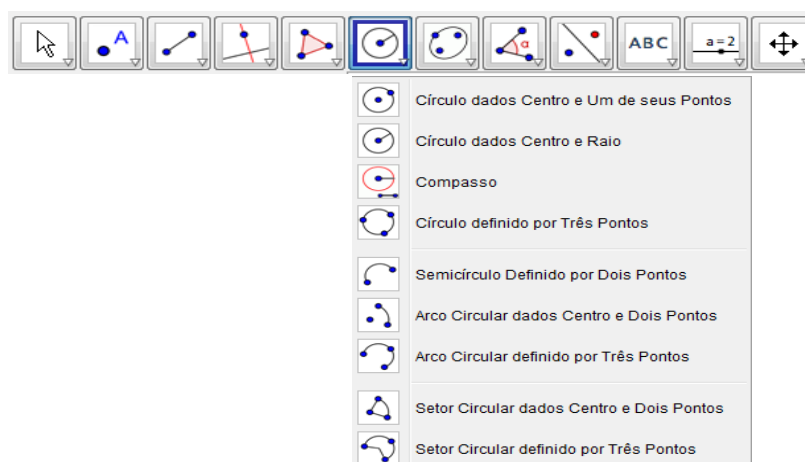 A
α
ABC
a=2
Círculo dados Centro e Um de seus Pontos
Círculo dados Centro e Raio
Compasso
Círculo definido por Três Pontos
Semicírculo Definido por Dois Pontos
Arco Circular dados Centro e Dois Pontos
Arco Circular definido por Três Pontos
Setor Circular dados Centro e Dois Pontos
Setor Circular definido por Três Pontos